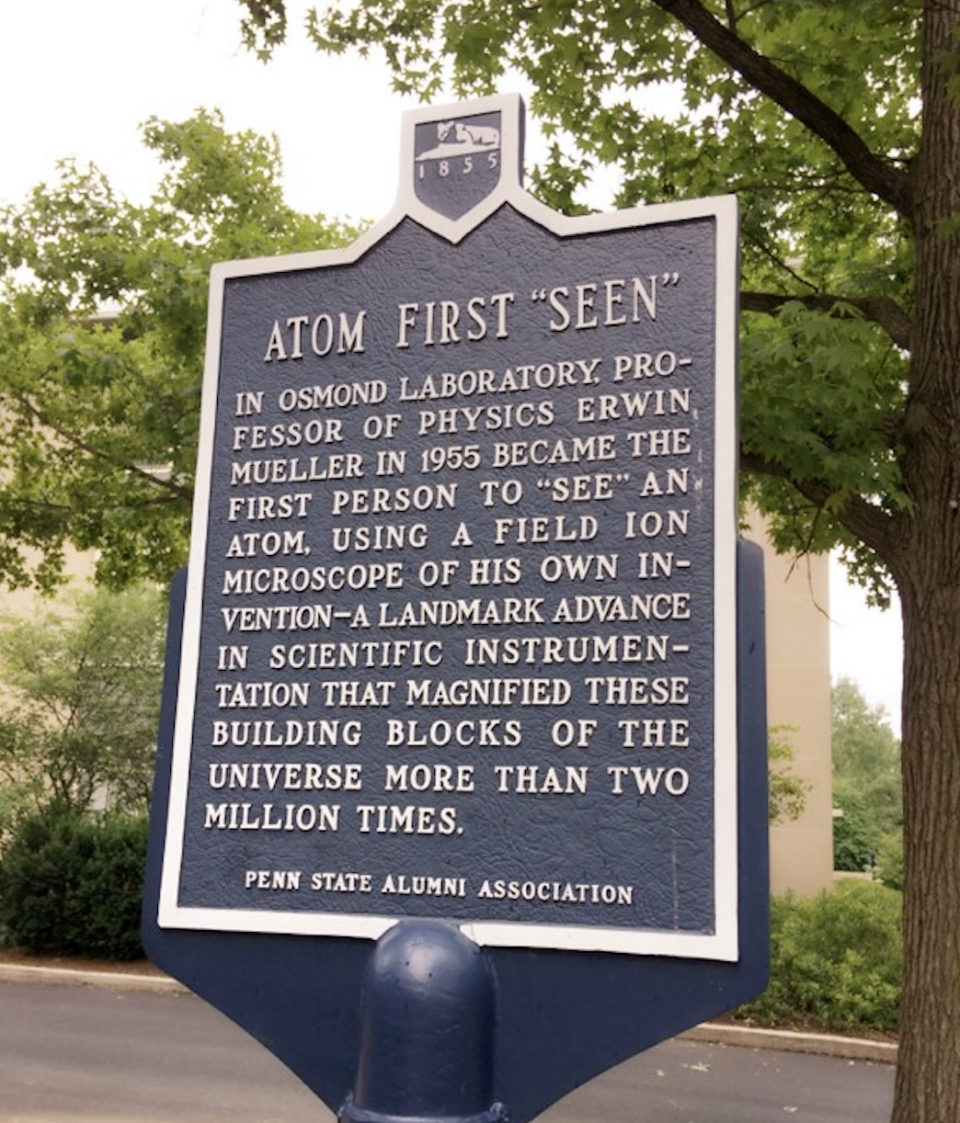 1855
ATOM FIRST “SEEN”
IN OSMOND LABORATORY, PRO-
FESSOR OF PHYSICS ERWIN
MUELLER IN 1955 BECAME THE
FIRST PERSON TO “SEE” AN
ATOM, USING A FIELD ION
MICROSCOPE OF HIS OWN IN-
VENTION–A LANDMARK ADVANCE
IN SCIENTIFIC INSTRUMEN-
TATION THAT MAGNIFIED THESE
BUILDING BLOCKS OF THE
UNIVERSE MORE THAN TWO
MILLION TIMES.
PENN STATE ALUMNI ASSOCIATION